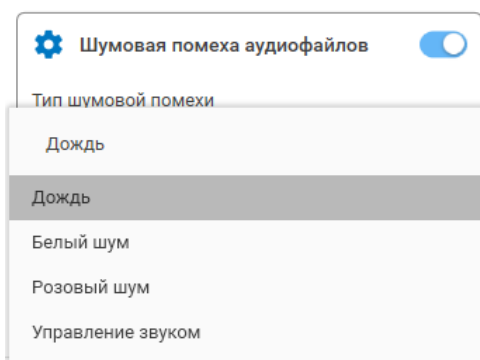 Шумовая помеха аудиофайлов
Тип шумовой помехи
Дождь
Дождь
Белый шум
Розовый шум
Управление звуком